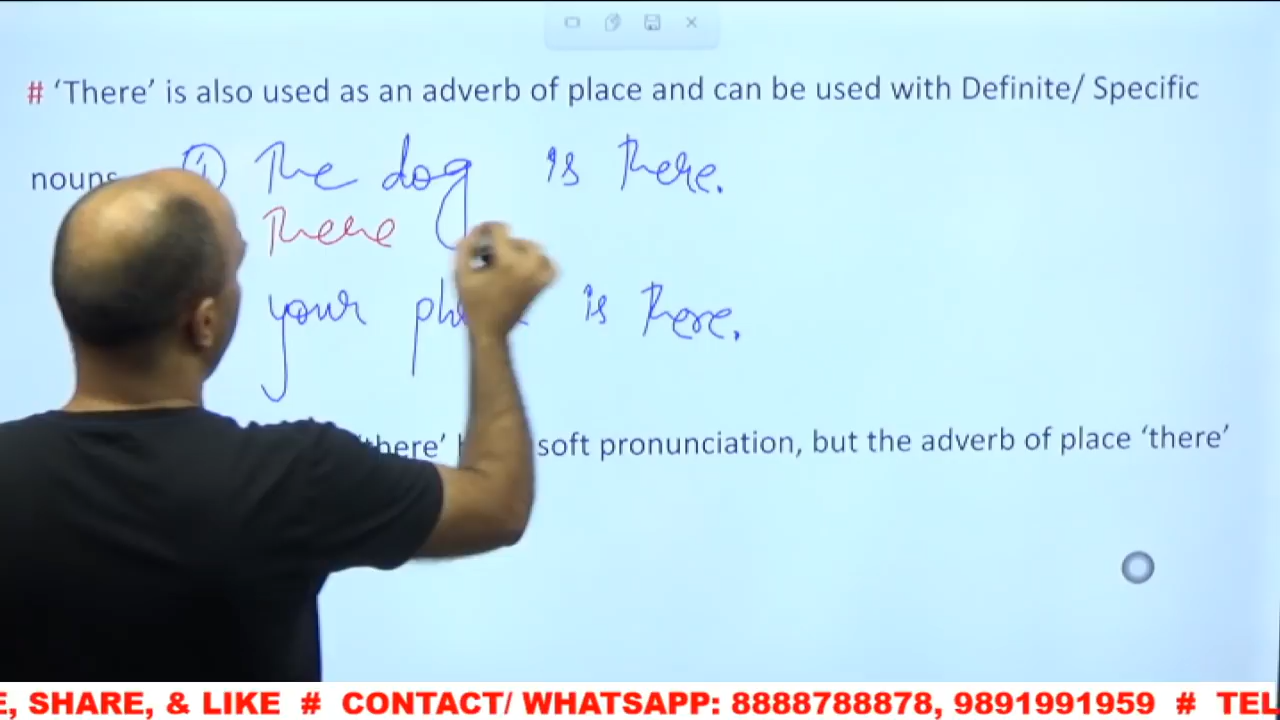 # 'There' is also used as an adverb of place and can be used with Definite/ Specific
nouns ① The dog is there.
There
your is there.
'there' soft pronunciation, but the adverb of place 'there'
E, SHARE, & LIKE # CONTACT/ WHATSAPP: 8888788878, 9891991959 # TEL